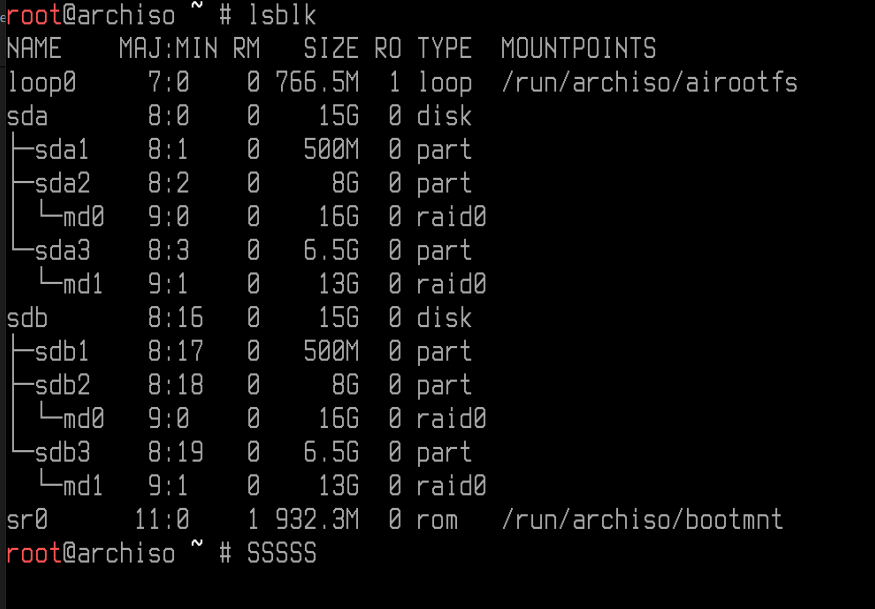 root@archiso ~ # lsblk
NAME    MAJ:MIN RM   SIZE RO TYPE  MOUNTPOINTS
loop0     7:0    0 766.5M  1 loop  /run/archiso/airootfs
sda       8:0    0    15G  0 disk
├─sda1    8:1    0   500M  0 part
├─sda2    8:2    0     8G  0 part
│ └─md0   9:0    0    16G  0 raid0
└─sda3    8:3    0   6.5G  0 part
  └─md1   9:1    0    13G  0 raid0
sdb       8:16   0    15G  0 disk
├─sdb1    8:17   0   500M  0 part
├─sdb2    8:18   0     8G  0 part
│ └─md0   9:0    0    16G  0 raid0
└─sdb3    8:19   0   6.5G  0 part
  └─md1   9:1    0    13G  0 raid0
sr0      11:0    1 932.3M  0 rom   /run/archiso/bootmnt
root@archiso ~ # SSSSS